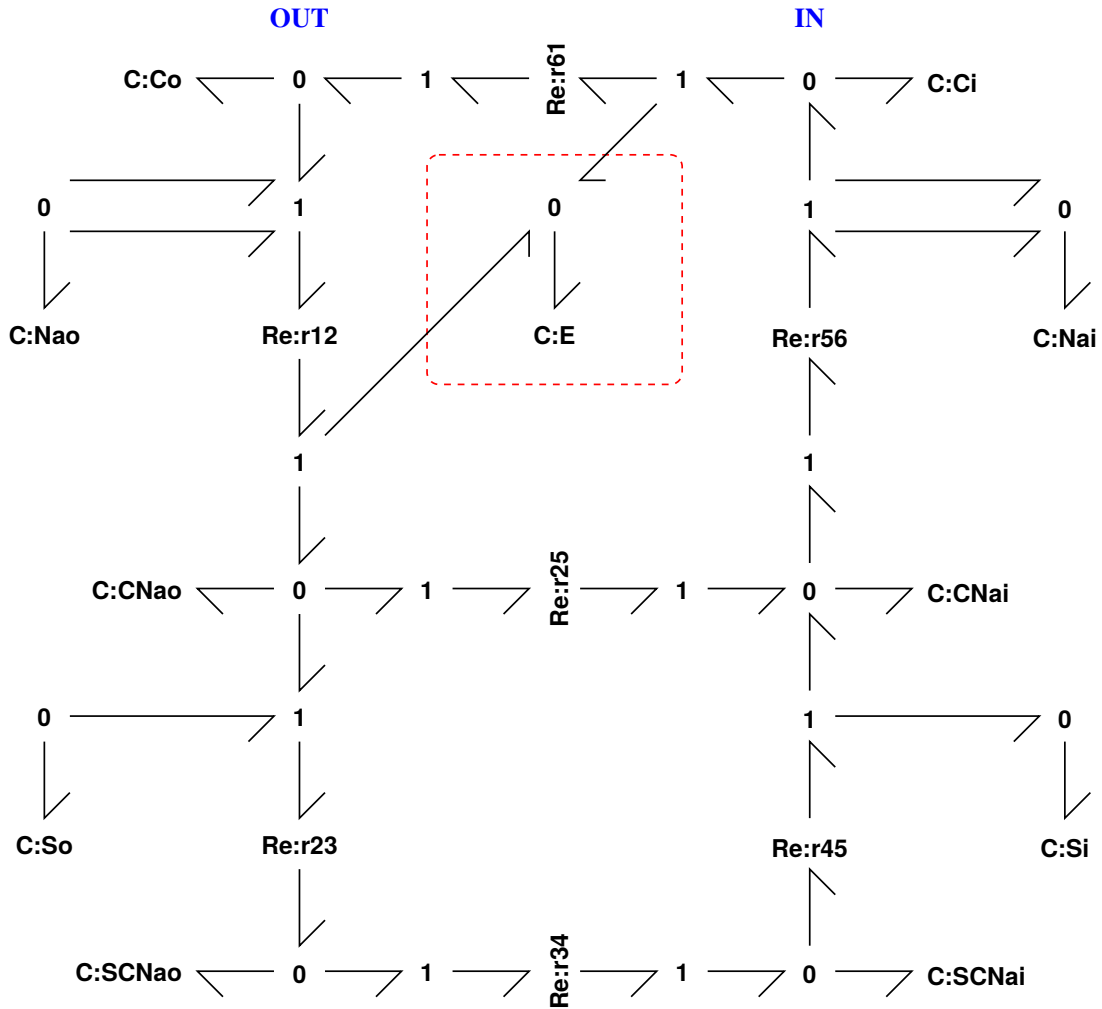 OUT IN
C:Co 0 1 Re:r61 1 0 C:Ci
0 1 0 1 0
C:Nao Re:r12 C:E Re:r56 C:Nai
1 1
C:CNao 0 1 Re:r25 1 0 C:CNai
0 1 1 0
C:So Re:r23 Re:r45 C:Si
C:SCNao 0 1 Re:r34 1 0 C:SCNai